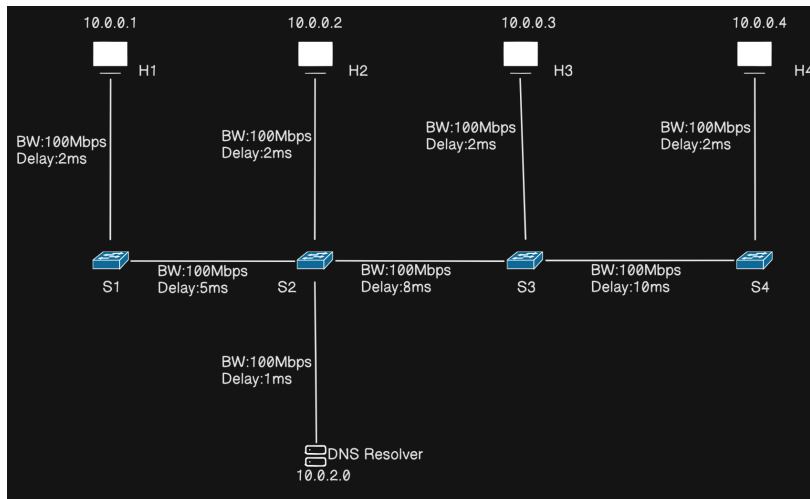 10.0.0.1
10.0.0.2
10.0.0.3
10.0.0.4
H1
H2
H3
H4
BW:100Mbps
Delay:2ms
BW:100Mbps
Delay:2ms
BW:100Mbps
Delay:2ms
BW:100Mbps
Delay:2ms
S1
BW:100Mbps
Delay:5ms
S2
BW:100Mbps
Delay:8ms
S3
BW:100Mbps
Delay:10ms
S4
BW:100Mbps
Delay:1ms
DNS Resolver
10.0.2.0